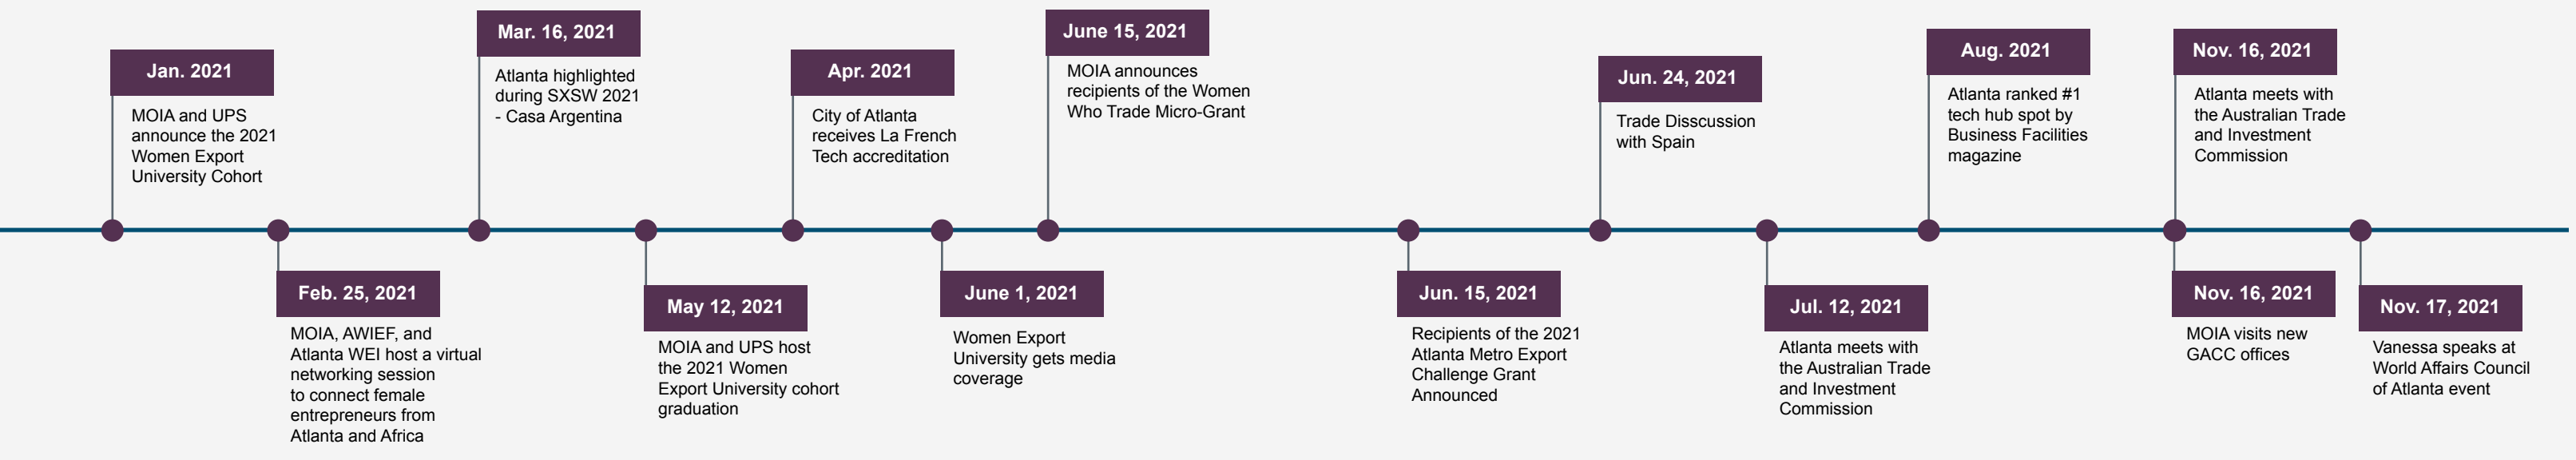 Jan. 2021
MOIA and UPS
announce the 2021
Women Export
University Cohort
Feb. 25, 2021
MOIA, AWIEF, and
Atlanta WEI host a virtual
networking session
to connect female
entrepreneurs from
Atlanta and Africa
Mar. 16, 2021
Atlanta highlighted
during SXSW 2021
- Casa Argentina
May 12, 2021
MOIA and UPS host
the 2021 Women
Export University cohort
graduation
Apr. 2021
City of Atlanta
receives La French
Tech accreditation
June 1, 2021
Women Export
University gets media
coverage
June 15, 2021
MOIA announces
recipients of the Women
Who Trade Micro-Grant
Jun. 15, 2021
Recipients of the 2021
Atlanta Metro Export
Challenge Grant
Announced
Jun. 24, 2021
Trade Disscussion
with Spain
Jul. 12, 2021
Atlanta meets with
the Australian Trade
and Investment
Commission
Aug. 2021
Atlanta ranked #1
tech hub spot by
Business Facilities
magazine
Nov. 16, 2021
Atlanta meets with
the Australian Trade
and Investment
Commission
Nov. 16, 2021
MOIA visits new
GACC offices
Nov. 17, 2021
Vanessa speaks at
World Affairs Council
of Atlanta event